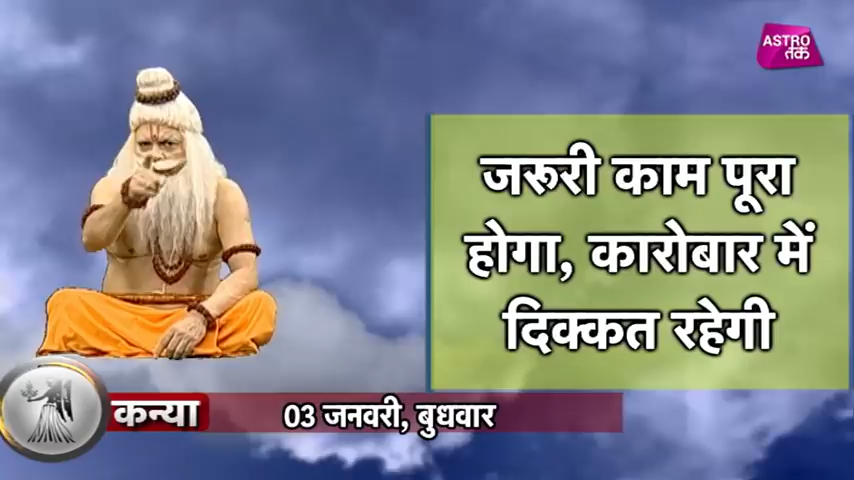 ASTRO
तक
जरूरी काम पूरा
होगा, कारोबार में
दिक्कत रहेगी
कन्या
03 जनवरी, बुधवार